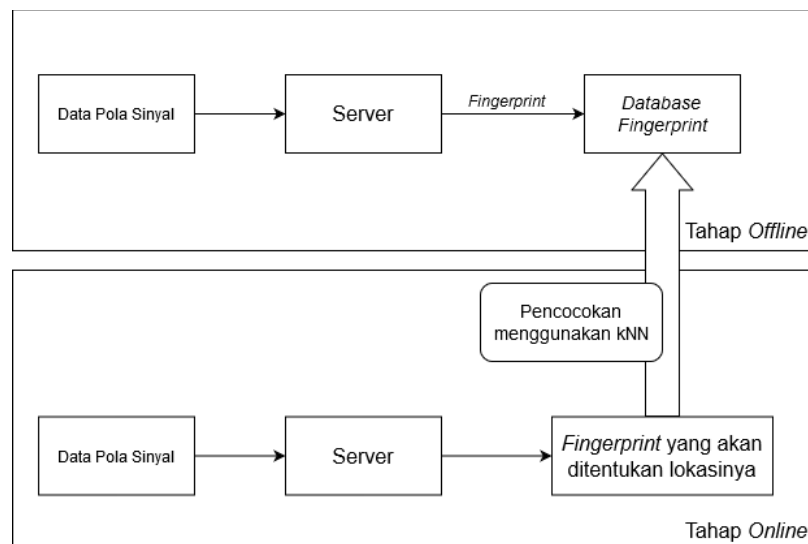 Data Pola Sinyal
Server
Fingerprint
Database
Fingerprint
Tahap Offline
Pencocokan
menggunakan kNN
Data Pola Sinyal
Server
Fingerprint yang akan
ditentukan lokasinya
Tahap Online